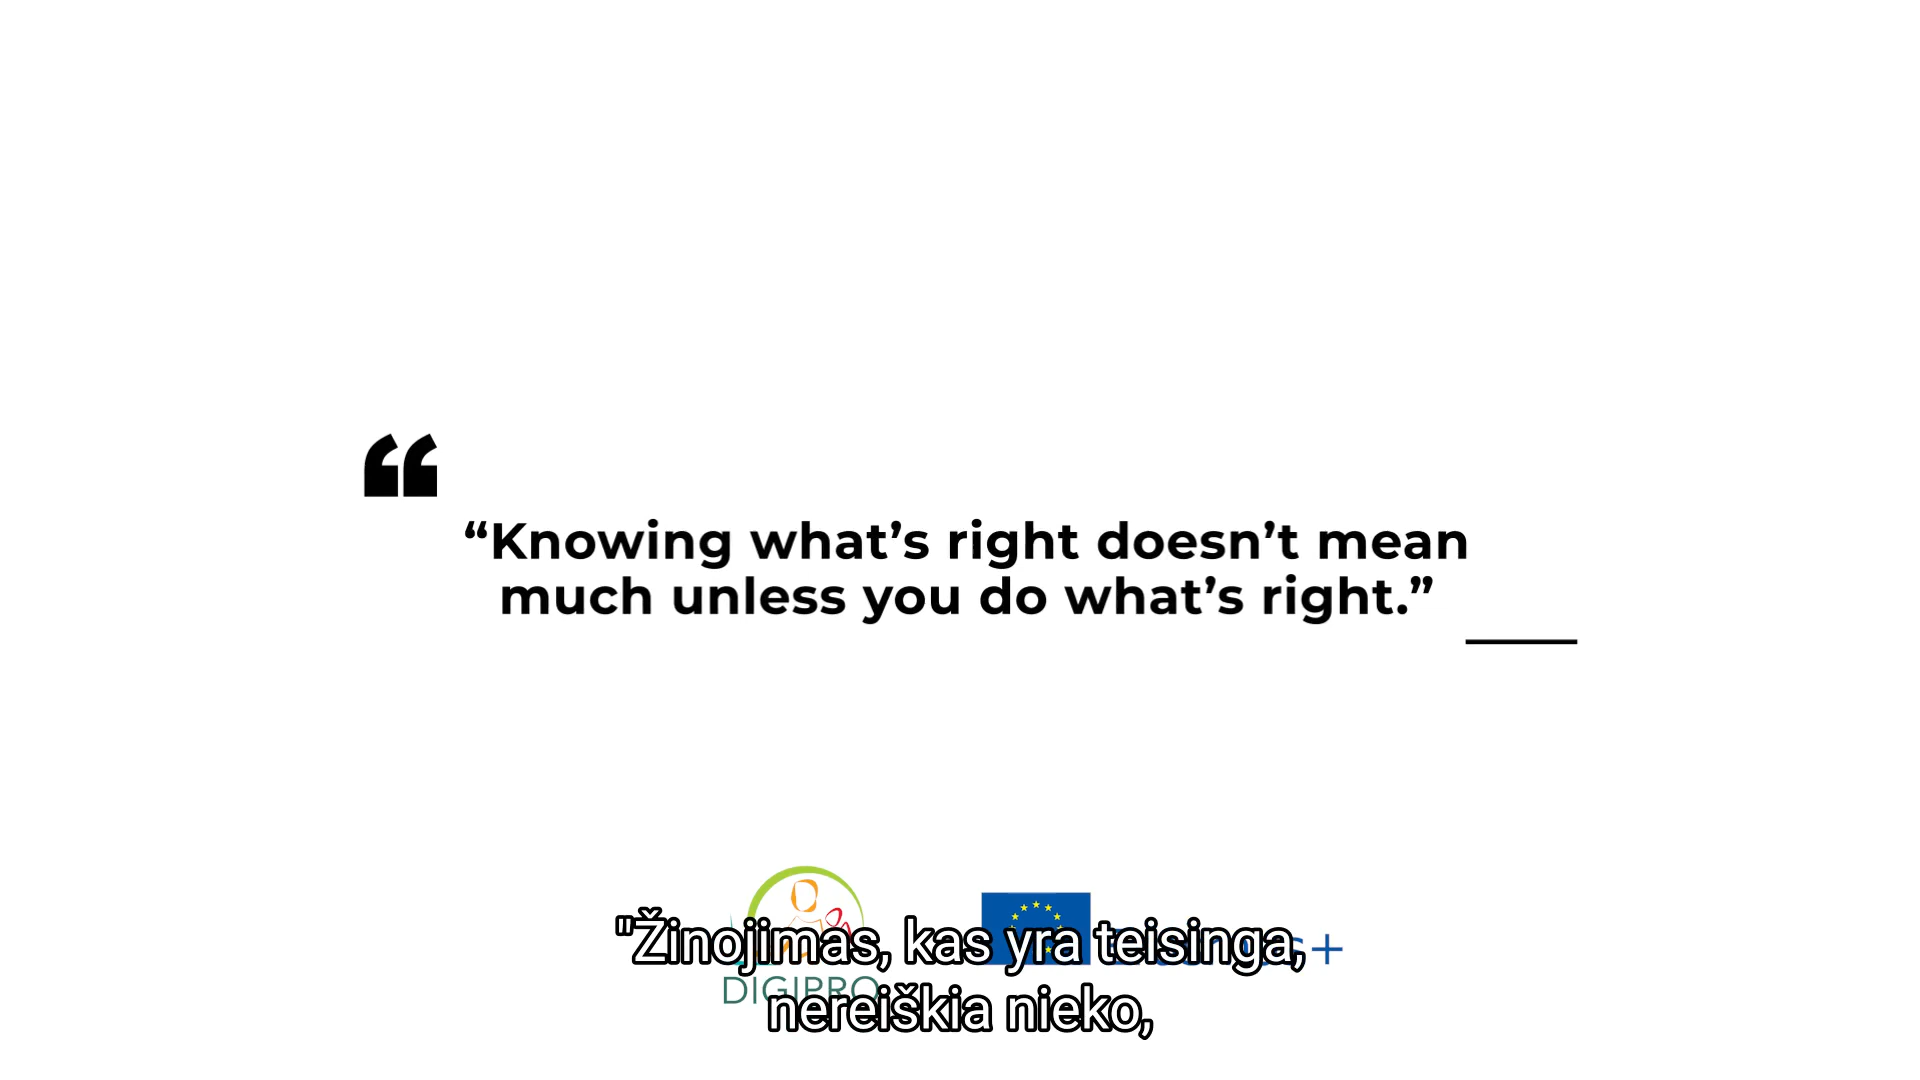 “Knowing what’s right doesn’t mean
much unless you do what’s right.”
"Žinojimas, kas yra teisinga,
nereiškia nieko,
DIGIPRO